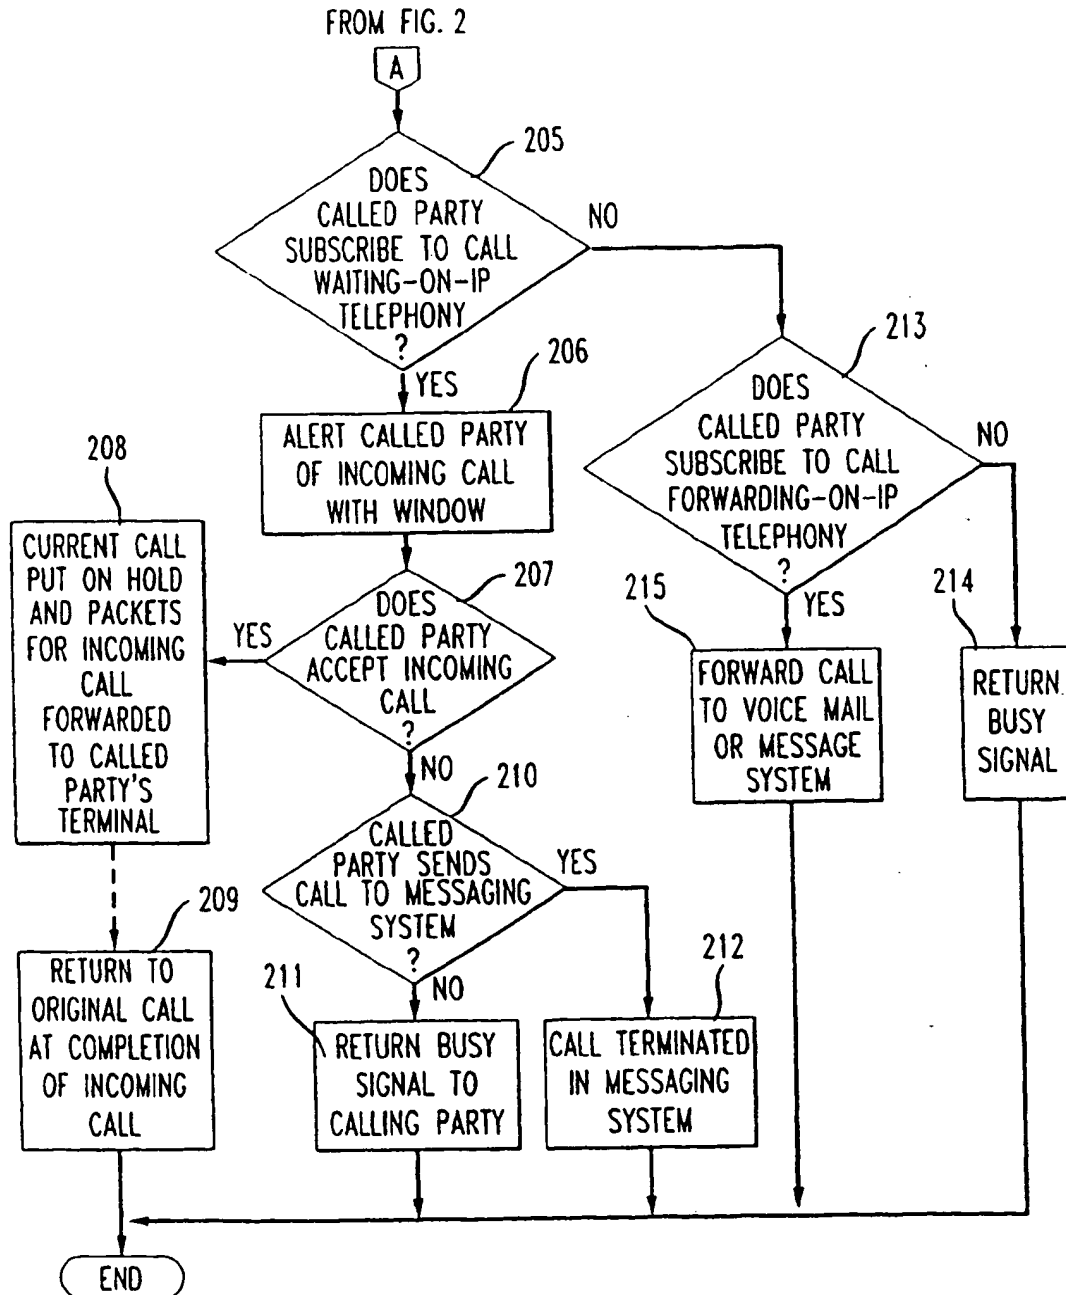 FROM FIG. 2
A
205
DOES
CALLED PARTY
SUBSCRIBE TO CALL
WAITING-ON-IP
TELEPHONY
?
NO
YES
206
ALERT CALLED PARTY
OF INCOMING CALL
WITH WINDOW
213
DOES
CALLED PARTY
SUBSCRIBE TO CALL
FORWARDING-ON-IP
TELEPHONY
?
NO
YES
208
CURRENT CALL
PUT ON HOLD
AND PACKETS
FOR INCOMING
CALL
FORWARDED
TO CALLED
PARTY'S
TERMINAL
207
DOES
CALLED PARTY
ACCEPT INCOMING
CALL
?
YES
NO
215
FORWARD CALL
TO VOICE MAIL
OR MESSAGE
SYSTEM
214
RETURN
BUSY
SIGNAL
210
CALLED
PARTY SENDS
CALL TO MESSAGING
SYSTEM
?
YES
NO
209
RETURN TO
ORIGINAL CALL
AT COMPLETION
OF INCOMING
CALL
211
RETURN BUSY
SIGNAL TO
CALLING PARTY
212
CALL TERMINATED
IN MESSAGING
SYSTEM
END